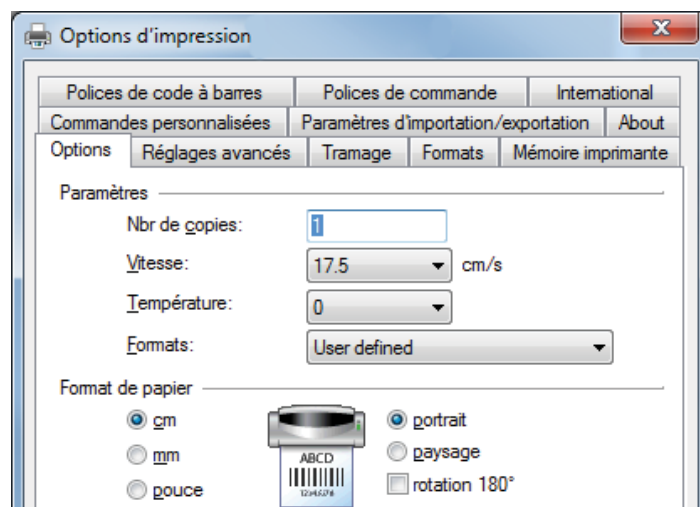 Options d'impression
Polices de code à barres Polices de commande International
Commandes personnalisées Paramètres d'importation/exportation About
Options Réglages avancés Tramage Formats Mémoire imprimante
Paramètres
Nbr de copies: 1
Vitesse: 17.5 cm/s
Température: 0
Formats: User defined
Format de papier
cm portrait
mm paysage
pouce rotation 180°
ABCD
12345678